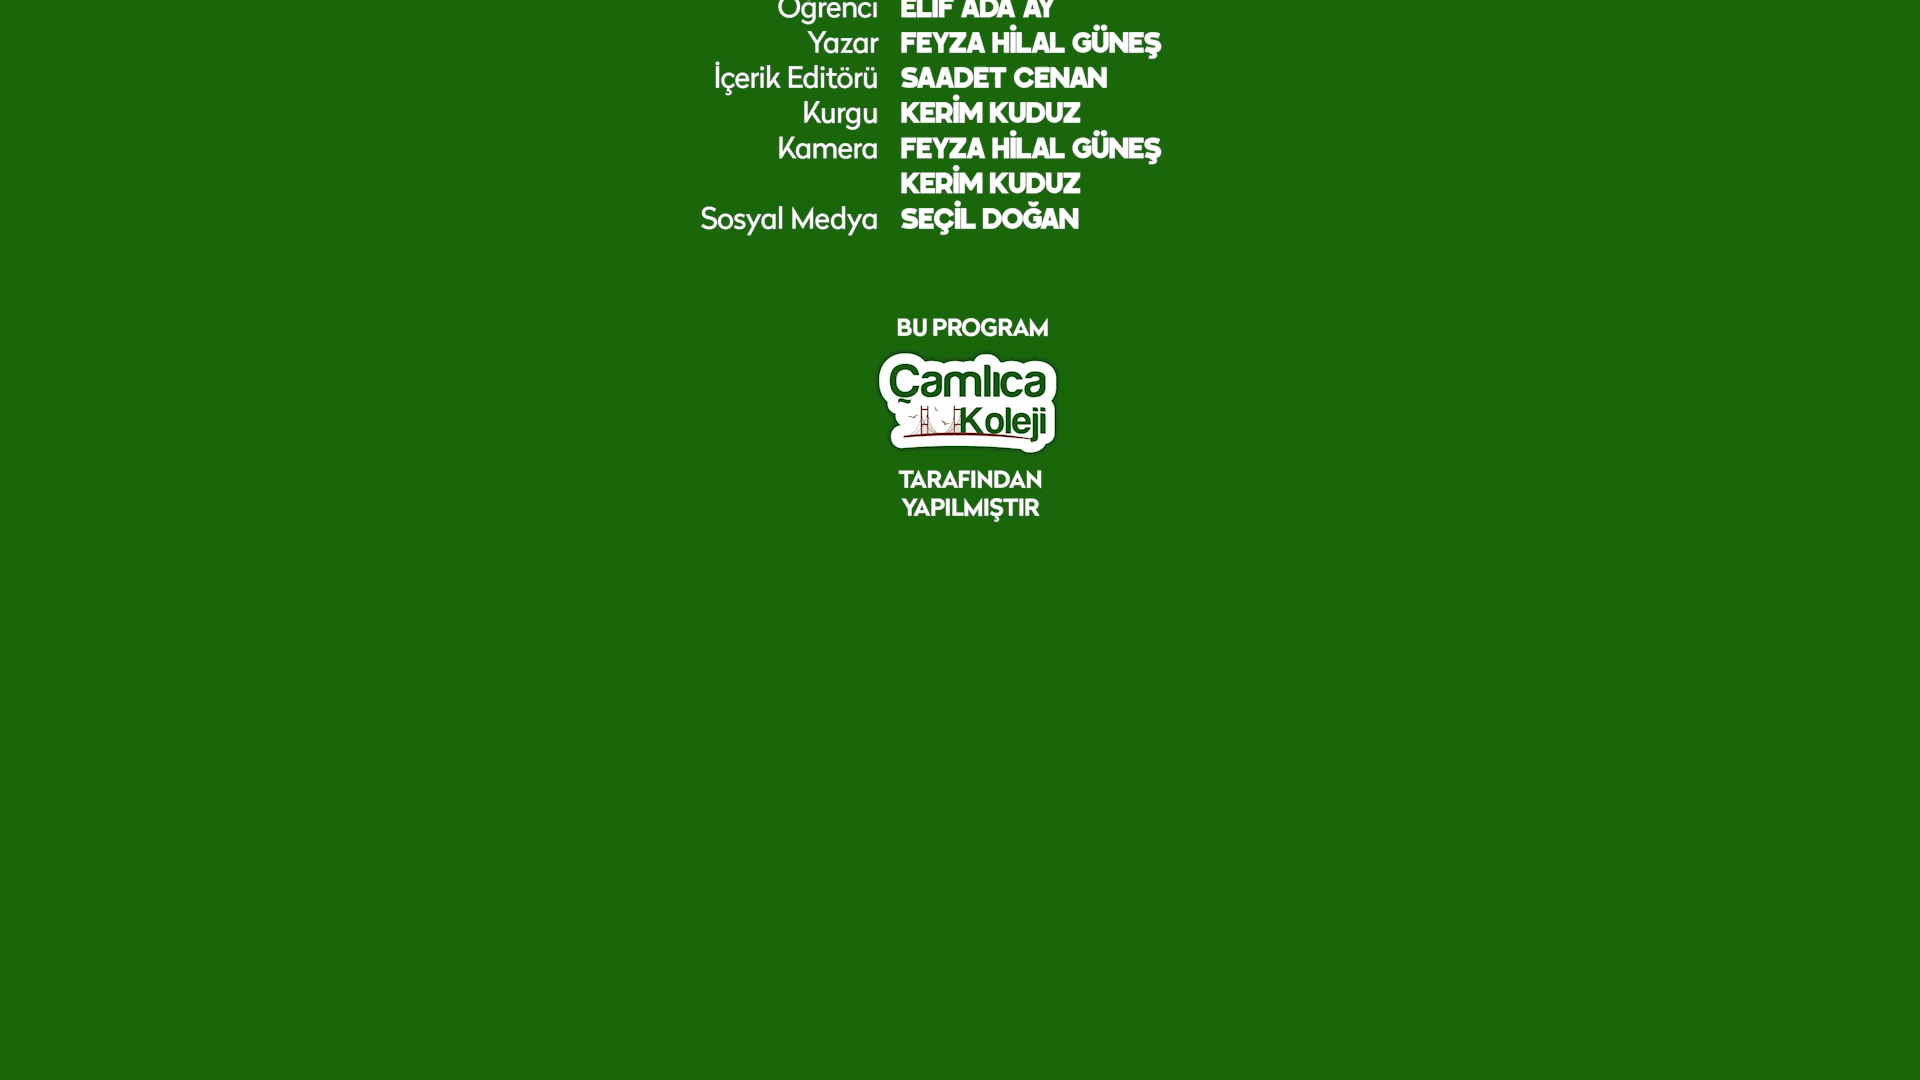 Öğrenci ELİF ADA AY
Yazar FEYZA HİLAL GÜNEŞ
İçerik Editörü SAADET CENAN
Kurgu KERİM KUDUZ
Kamera FEYZA HİLAL GÜNEŞ
KERİM KUDUZ
Sosyal Medya SEÇİL DOĞAN
BU PROGRAM
Çamlıca
Koleji
TARAFINDAN
YAPILMIŞTIR